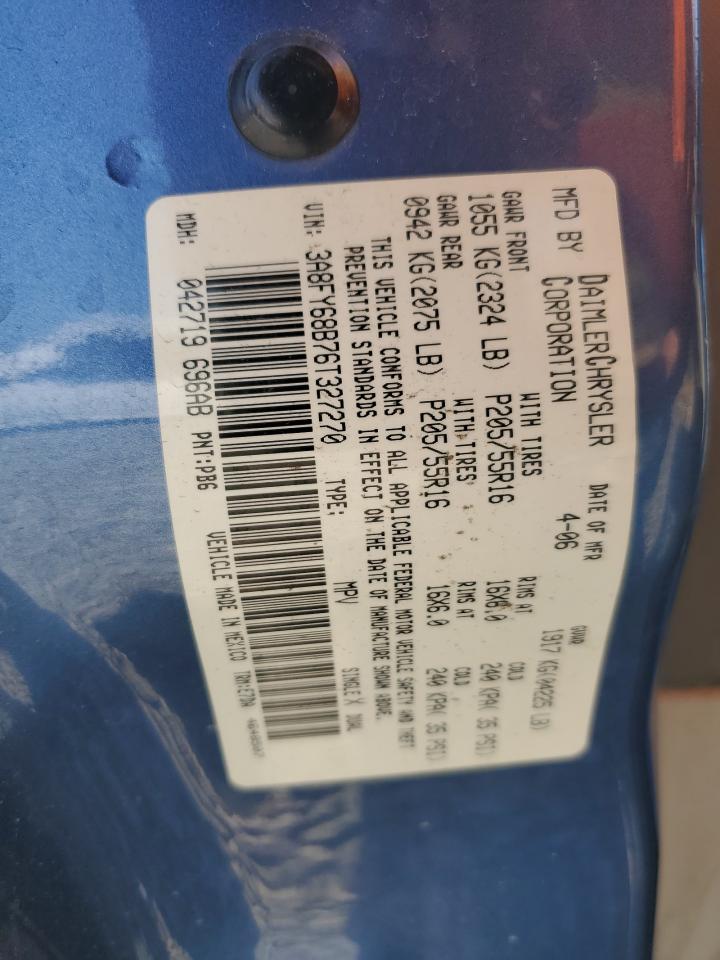 MFD BY DAIMLERCHRYSLER CORPORATION DATE OF MFR 4-06 GVWR 1917 KG(04225 LB)
GAWR FRONT WITH TIRES RIMS AT COLD
1055 KG(2324 LB) P205/55R16 16X6.0 240 KPA( 35 PSI)
GAWR REAR WITH TIRES RIMS AT COLD
0942 KG(2075 LB) P205/55R16 16X6.0 240 KPA( 35 PSI)
THIS VEHICLE CONFORMS TO ALL APPLICABLE FEDERAL MOTOR VEHICLE SAFETY AND THEFT
PREVENTION STANDARDS IN EFFECT ON THE DATE OF MANUFACTURE SHOWN ABOVE.
VIN: 3A8FY68B76T327270 TYPE: MPV SINGLE X DUAL
MDH: 042719 696AB PNT:PB6 VEHICLE MADE IN MEXICO